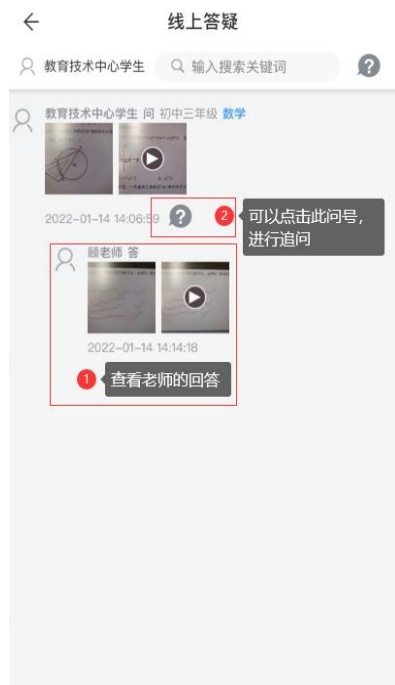 线上答疑
教育技术中心学生 输入搜索关键词
教育技术中心学生 问 初中三年级 数学
2022-01-14 14:06:59
2 可以点击此问号,
进行追问
顾老师 答
2022-01-14 14:14:18
1 查看老师的回答